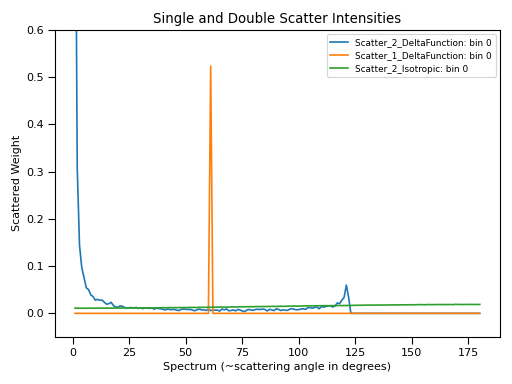 Single and Double Scatter Intensities
Scatter_2_DeltaFunction: bin 0
Scatter_1_DeltaFunction: bin 0
Scatter_2_Isotropic: bin 0
Scattered Weight
0.6
0.5
0.4
0.3
0.2
0.1
0.0
0 25 50 75 100 125 150 175
Spectrum (~scattering angle in degrees)